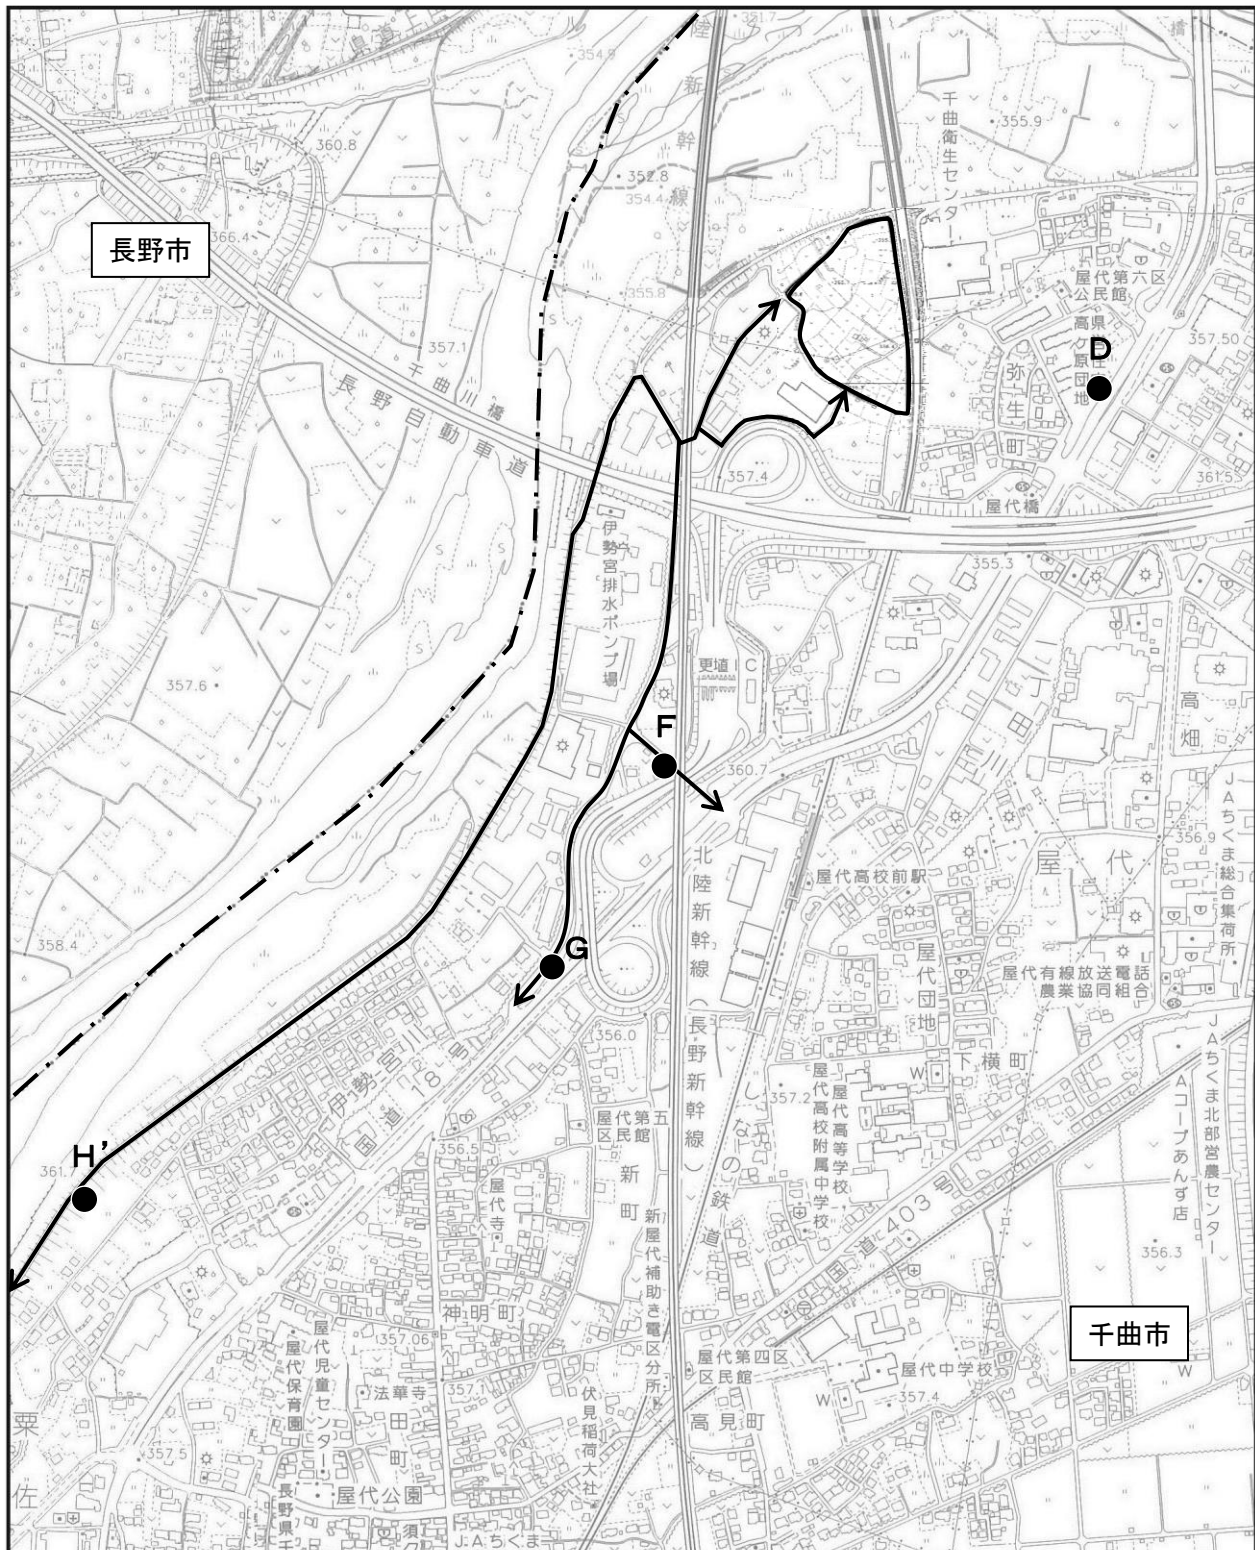 長野市
千曲市
D
F
G
H'
360.8
366.4
357.1
千曲川橋
長野自動車道
354.9
352.8
354.4
355.8
陸新幹線
千曲衛生センター
355.9
橋
屋代第六区
公民館
弥生町
357.50
361.5
屋代橋
357.4
355.3
伊勢宮排水ポンプ場
更埴IC
360.7
357.6
358.4
361.7
高畑
JAちくま総合集荷所
356.9
屋代
屋代高校前駅
屋代団地
屋代有線放送電話
農業協同組合
北陸新幹線(長野新幹線)
しなの鉄道
356.0
伊勢宮
国道18号
356.5
屋代第五
区民館
新町
屋代寺
357.2
屋代高等学校
屋代高校附属中学校
W
下横町
JAちくま北部営農センター
Aコープあんず店
国道403号
356.3
新屋代補助き電区分所
神明町
357.06
法華寺
357.1
田町
屋代児童センター
屋代保育園
伏見稲荷大社
屋代第四区
区民館
屋代中学校
W
357.4
W
高見町
粟佐
357.5
屋代公園
JAちくま